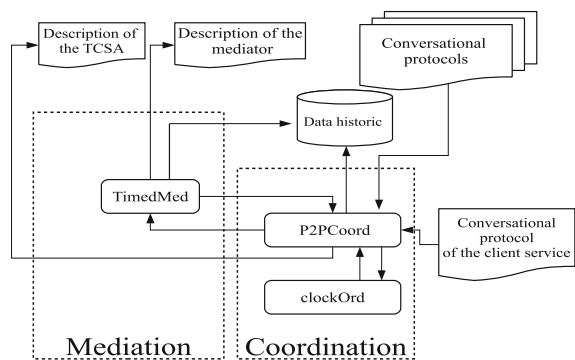 Description of
the TCSA
Description of the
mediator
Conversational
protocols
Data historic
TimedMed
P2PCoord
Conversational
protocol
of the client service
clockOrd
Mediation
Coordination